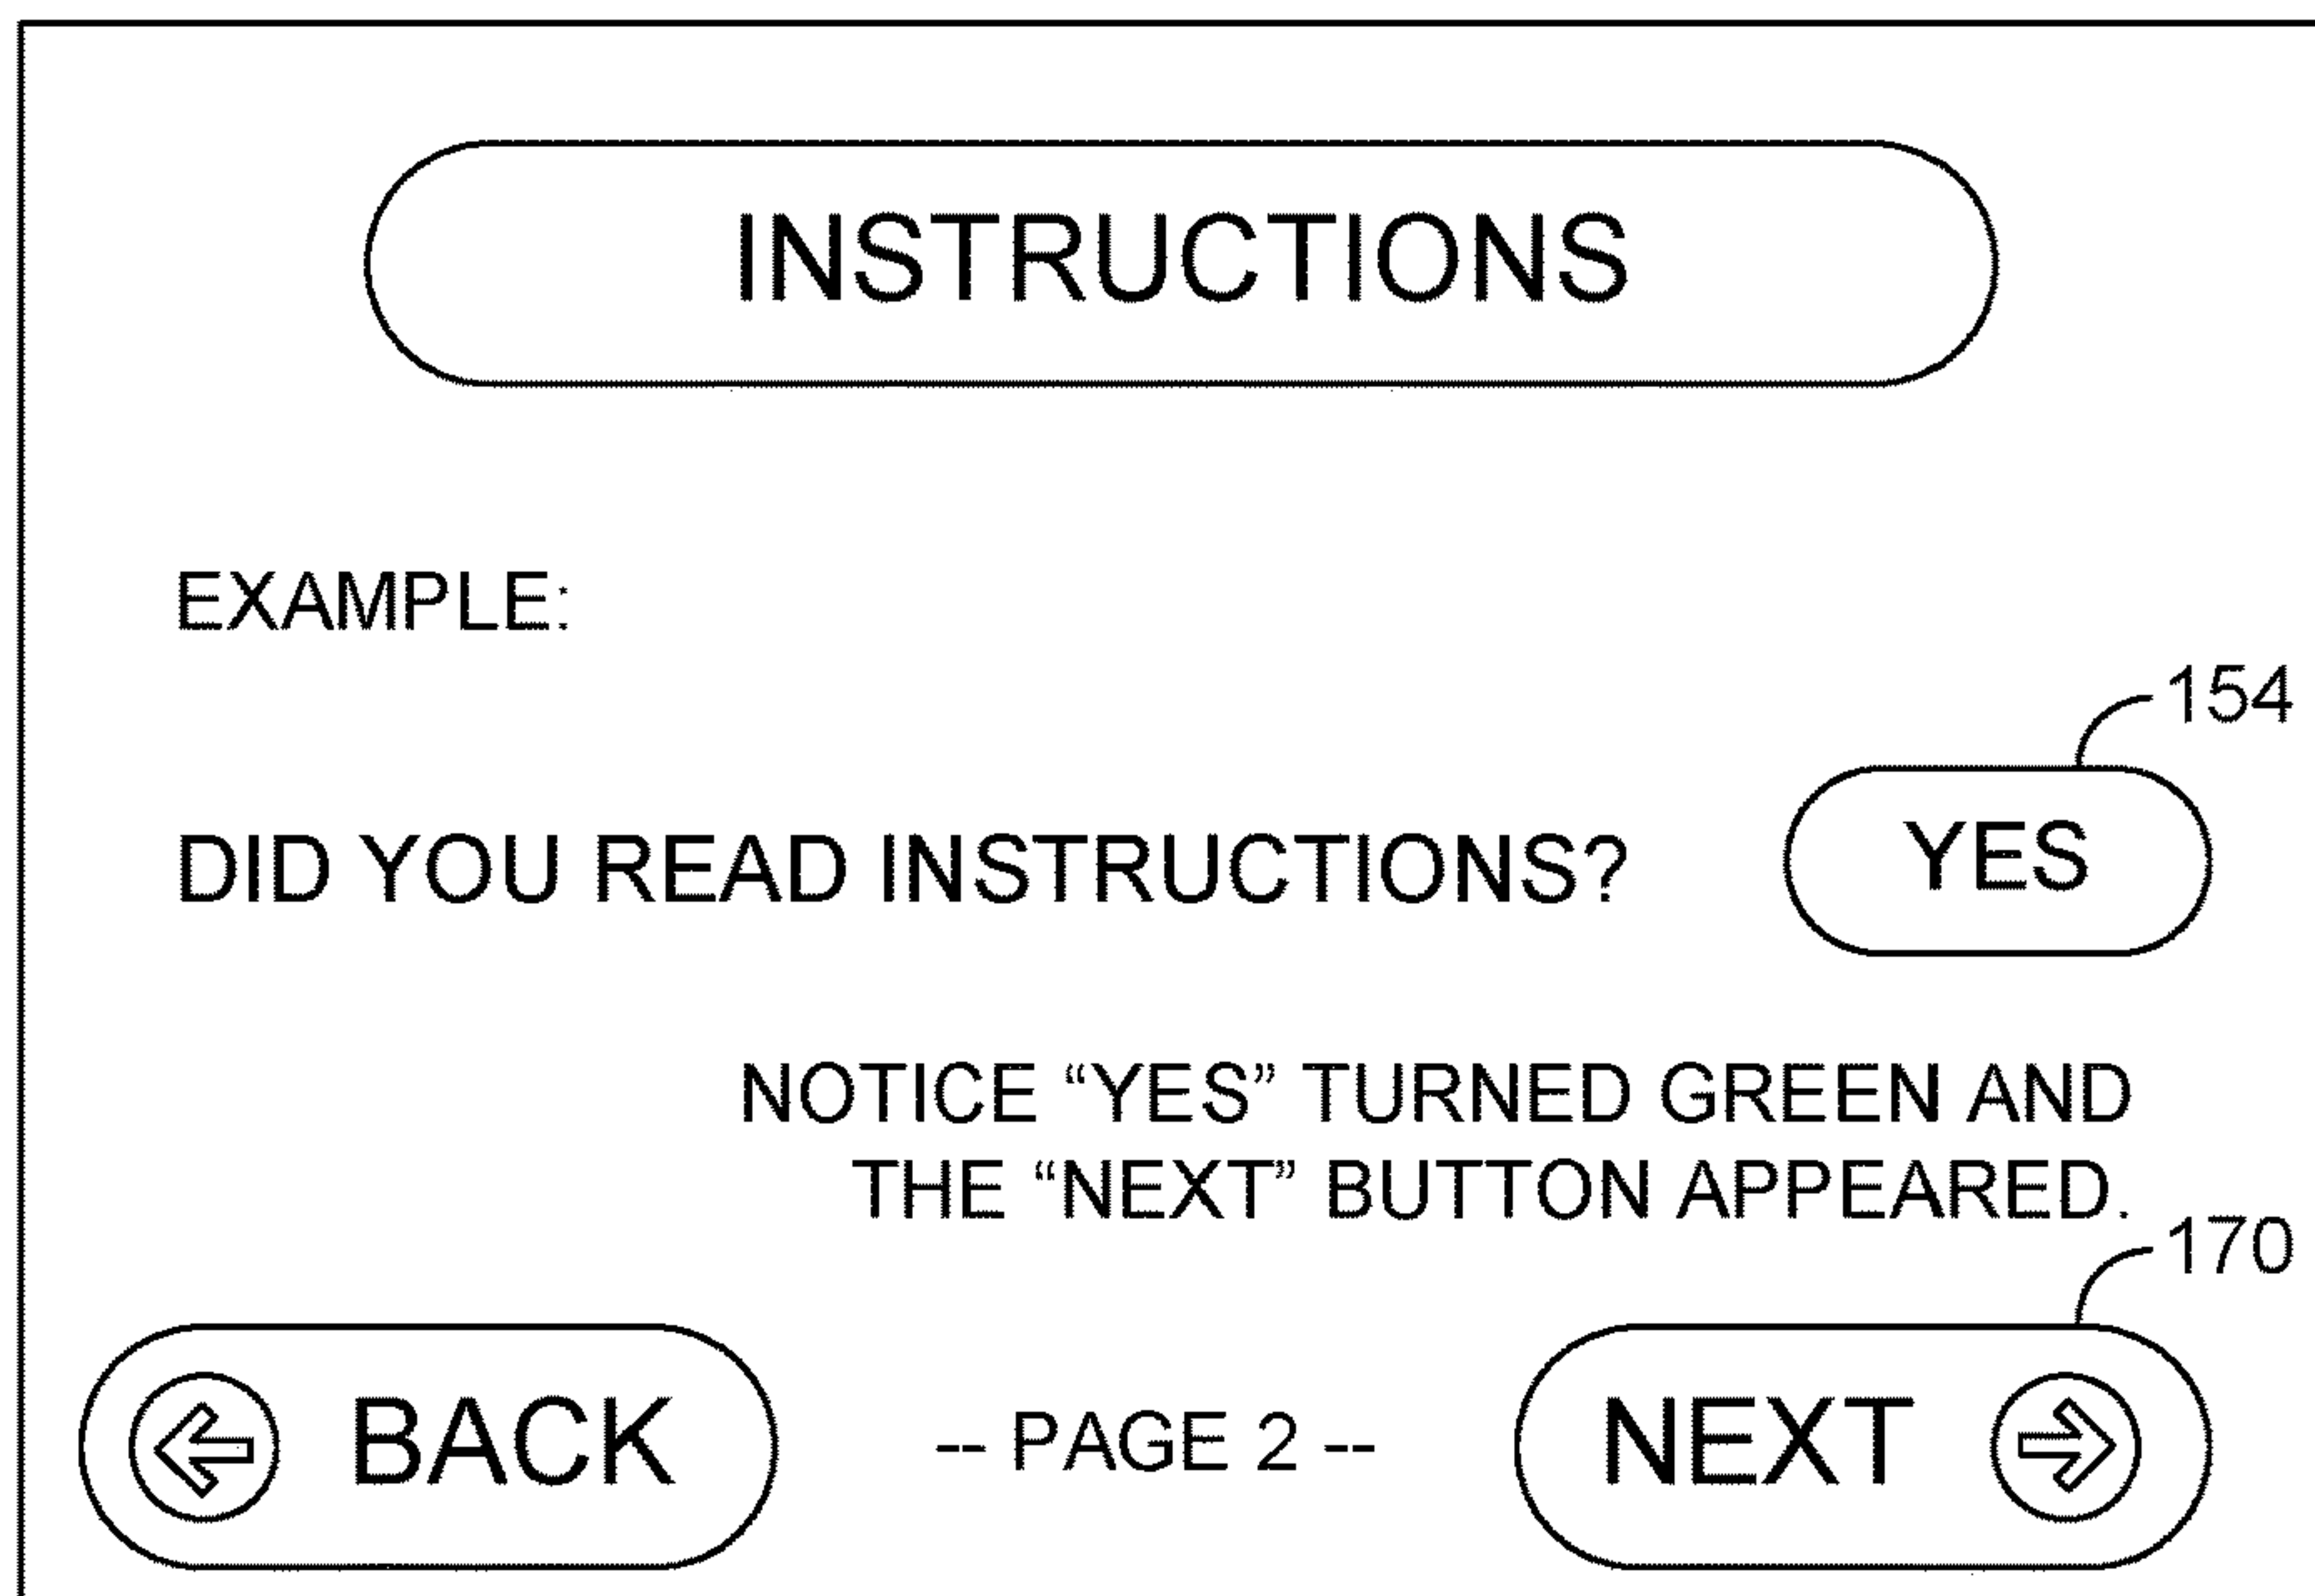 INSTRUCTIONS
EXAMPLE:
154
DID YOU READ INSTRUCTIONS? YES
NOTICE “YES” TURNED GREEN AND
THE “NEXT” BUTTON APPEARED.
170
BACK -- PAGE 2 -- NEXT